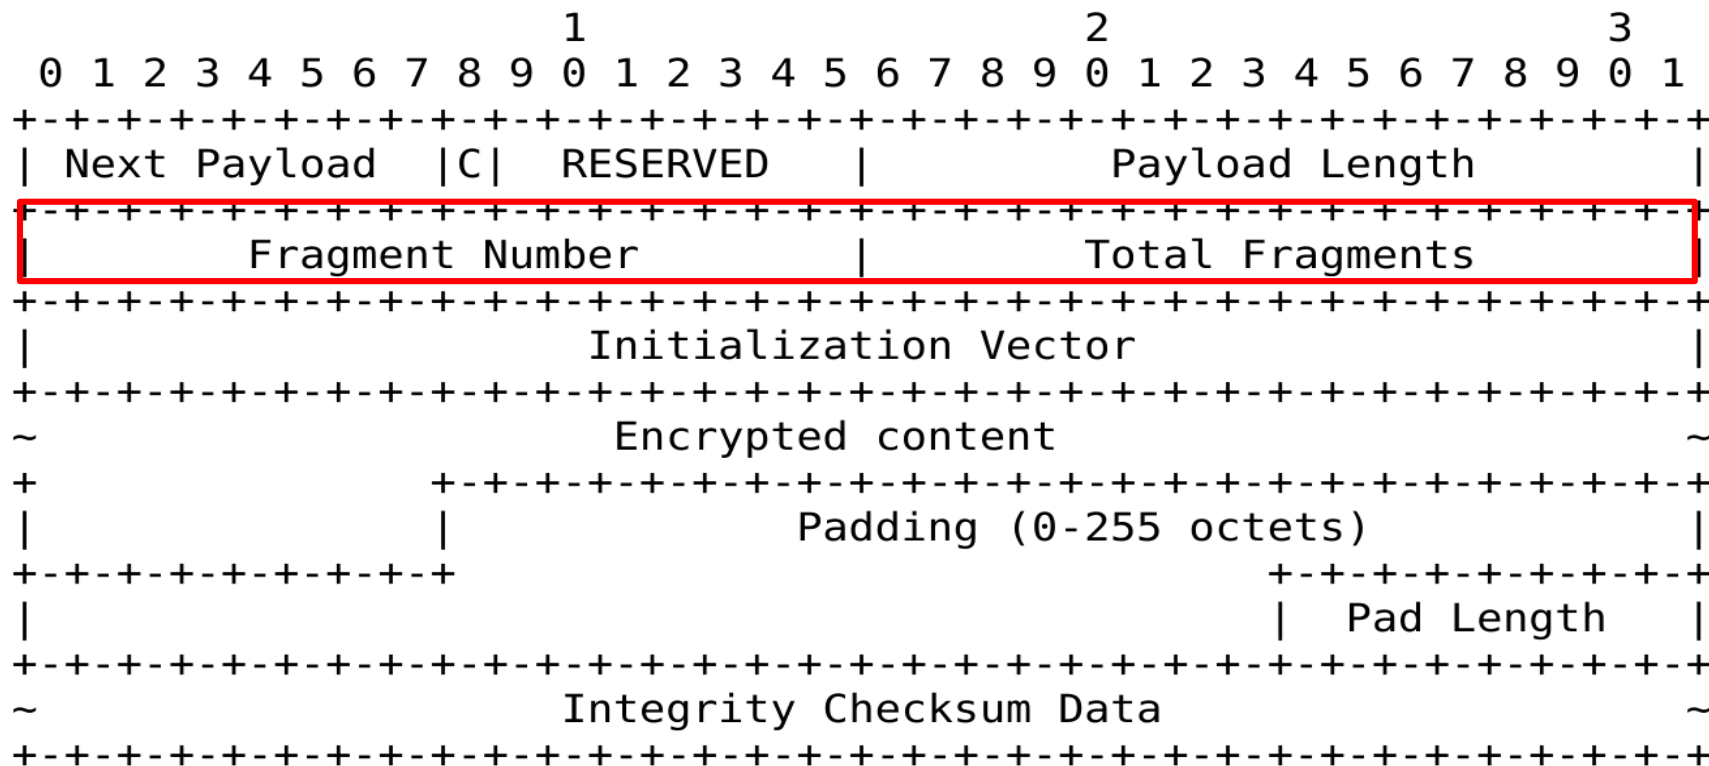 1                   2                   3
 0 1 2 3 4 5 6 7 8 9 0 1 2 3 4 5 6 7 8 9 0 1 2 3 4 5 6 7 8 9 0 1
+-+-+-+-+-+-+-+-+-+-+-+-+-+-+-+-+-+-+-+-+-+-+-+-+-+-+-+-+-+-+-+-+
| Next Payload  |C|  RESERVED   |         Payload Length        |
+-+-+-+-+-+-+-+-+-+-+-+-+-+-+-+-+-+-+-+-+-+-+-+-+-+-+-+-+-+-+-+-+
|        Fragment Number        |        Total Fragments        |
+-+-+-+-+-+-+-+-+-+-+-+-+-+-+-+-+-+-+-+-+-+-+-+-+-+-+-+-+-+-+-+-+
|                     Initialization Vector                     |
+-+-+-+-+-+-+-+-+-+-+-+-+-+-+-+-+-+-+-+-+-+-+-+-+-+-+-+-+-+-+-+-+
~                      Encrypted content                        ~
+               +-+-+-+-+-+-+-+-+-+-+-+-+-+-+-+-+-+-+-+-+-+-+-+-+
|               |             Padding (0-255 octets)            |
+-+-+-+-+-+-+-+-+                               +-+-+-+-+-+-+-+-+
|                                               |  Pad Length   |
+-+-+-+-+-+-+-+-+-+-+-+-+-+-+-+-+-+-+-+-+-+-+-+-+-+-+-+-+-+-+-+-+
~                    Integrity Checksum Data                    ~
+-+-+-+-+-+-+-+-+-+-+-+-+-+-+-+-+-+-+-+-+-+-+-+-+-+-+-+-+-+-+-+-+